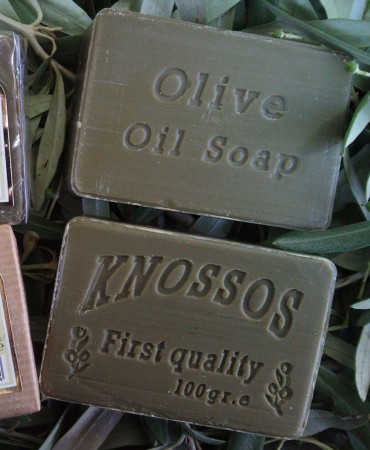 Olive
Oil Soap
KNOSSOS
First quality
100gr.e